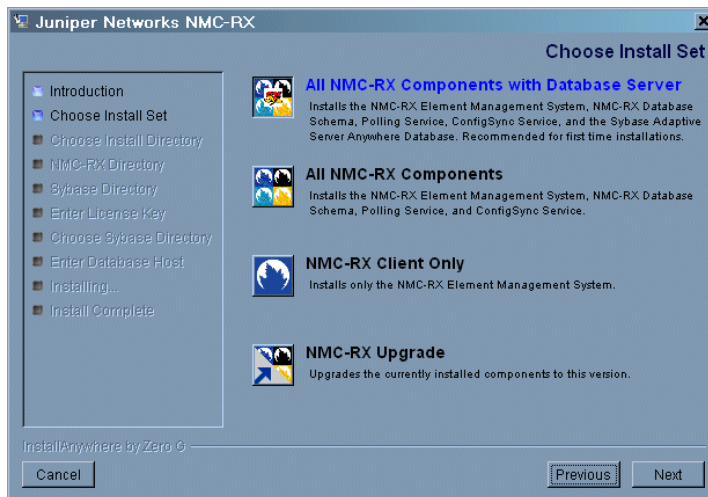 Juniper Networks NMC-RX
Choose Install Set
Introduction
Choose Install Set
Choose Install Directory
NMC-RX Directory
Sybase Directory
Enter License Key
Choose Sybase Directory
Enter Database Host
Installing...
Install Complete
All NMC-RX Components with Database Server
Installs the NMC-RX Element Management System, NMC-RX Database
Schema, Polling Service, ConfigSync Service, and the Sybase Adaptive
Server Anywhere Database. Recommended for first time installations.
All NMC-RX Components
Installs the NMC-RX Element Management System, NMC-RX Database
Schema, Polling Service, and ConfigSync Service.
NMC-RX Client Only
Installs only the NMC-RX Element Management System.
NMC-RX Upgrade
Upgrades the currently installed components to this version.
InstallAnywhere by Zero G
Cancel
Previous
Next